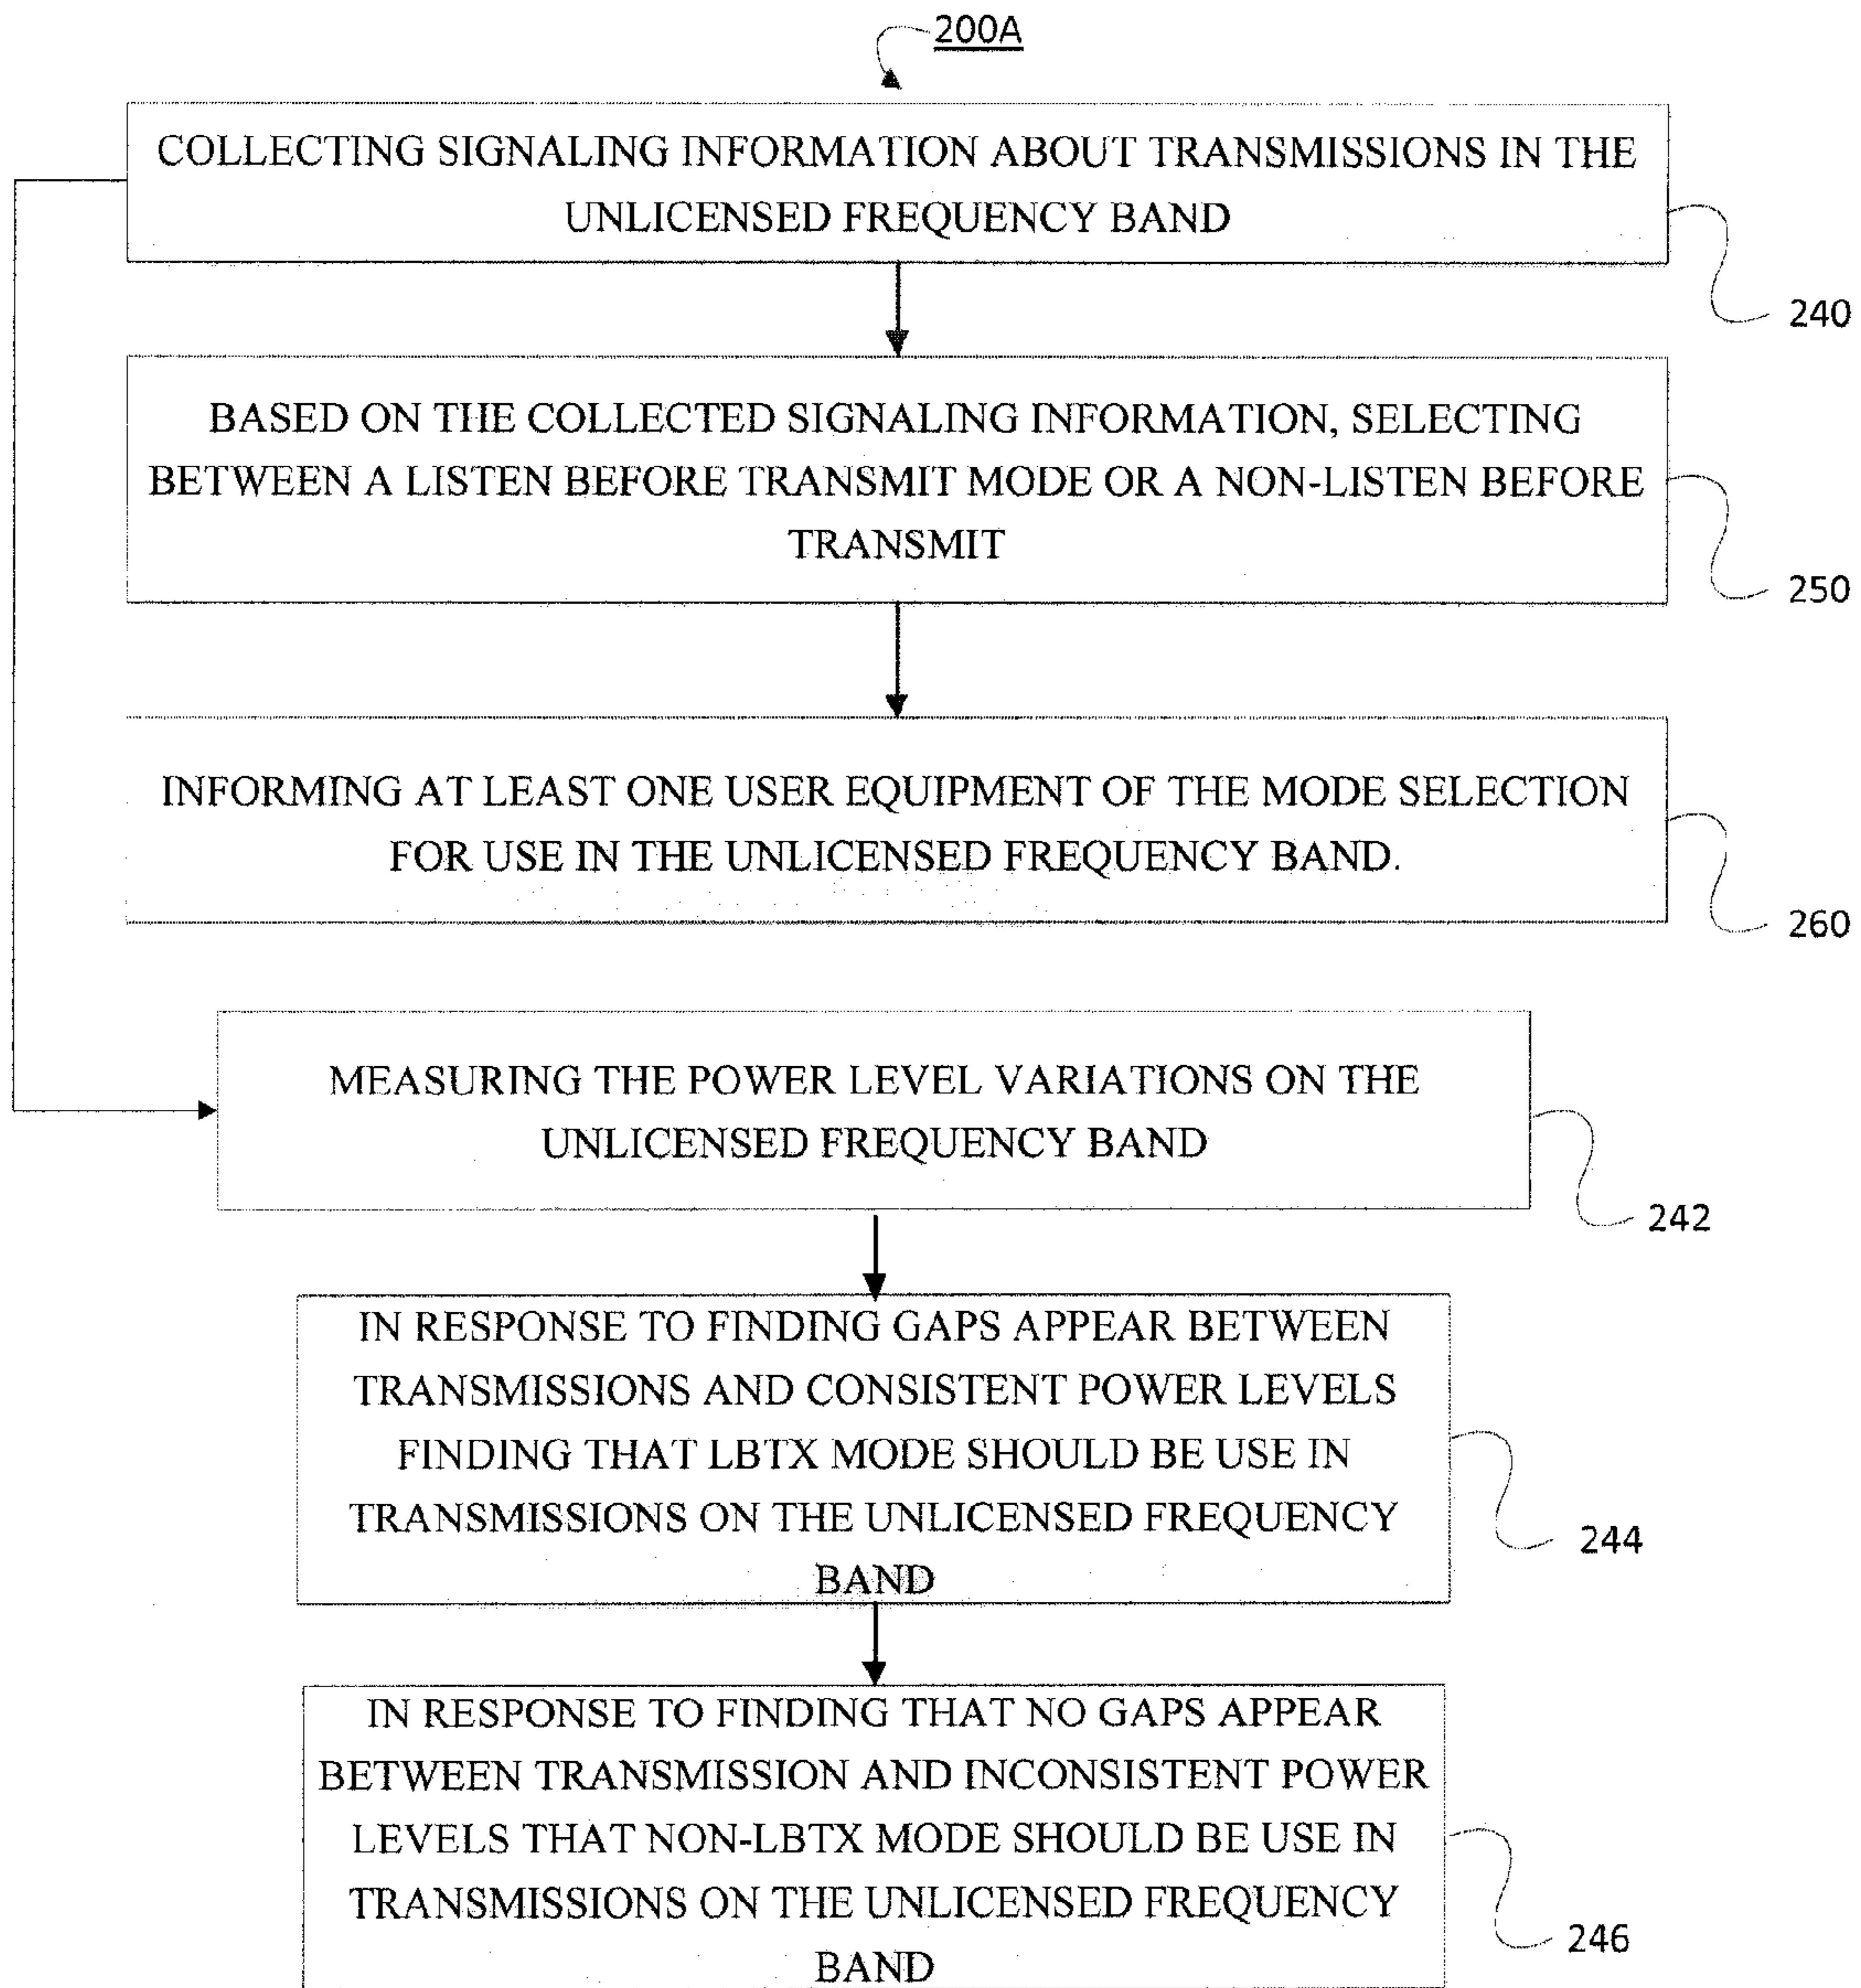 200A
COLLECTING SIGNALING INFORMATION ABOUT TRANSMISSIONS IN THE
UNLICENSED FREQUENCY BAND
240
BASED ON THE COLLECTED SIGNALING INFORMATION, SELECTING
BETWEEN A LISTEN BEFORE TRANSMIT MODE OR A NON-LISTEN BEFORE
TRANSMIT
250
INFORMING AT LEAST ONE USER EQUIPMENT OF THE MODE SELECTION
FOR USE IN THE UNLICENSED FREQUENCY BAND.
260
MEASURING THE POWER LEVEL VARIATIONS ON THE
UNLICENSED FREQUENCY BAND
242
IN RESPONSE TO FINDING GAPS APPEAR BETWEEN
TRANSMISSIONS AND CONSISTENT POWER LEVELS
FINDING THAT LBTX MODE SHOULD BE USE IN
TRANSMISSIONS ON THE UNLICENSED FREQUENCY
BAND
244
IN RESPONSE TO FINDING THAT NO GAPS APPEAR
BETWEEN TRANSMISSION AND INCONSISTENT POWER
LEVELS THAT NON-LBTX MODE SHOULD BE USE IN
TRANSMISSIONS ON THE UNLICENSED FREQUENCY
BAND
246